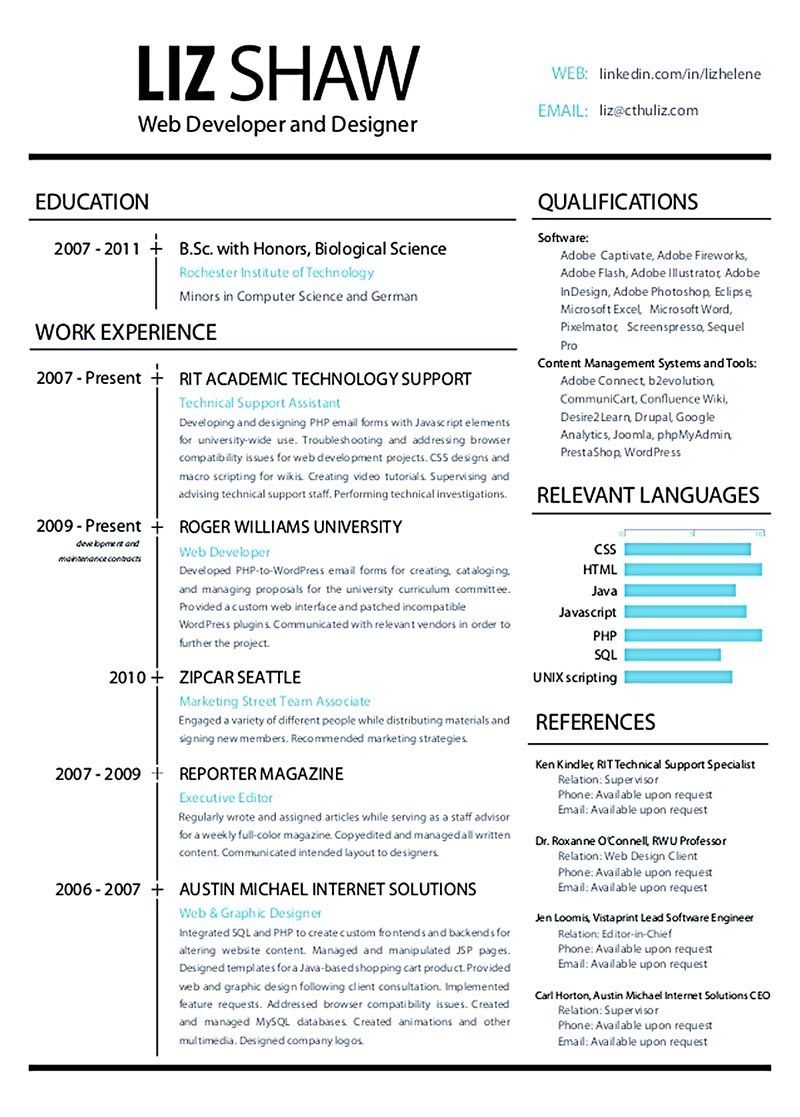 LIZ SHAW
Web Developer and Designer
WEB: linkedin.com/in/lizhelene
EMAIL: liz@cthuliz.com
EDUCATION
2007 - 2011 B.Sc. with Honors, Biological Science
Rochester Institute of Technology
Minors in Computer Science and German
WORK EXPERIENCE
2007 - Present RIT ACADEMIC TECHNOLOGY SUPPORT
Technical Support Assistant
Developing and designing PHP email forms with Javascript elements
for university-wide use. Troubleshooting and addressing browser
compatibility issues for web development projects. CSS designs and
macro scripting for wikis. Creating video tutorials. Supervising and
advising technical support staff. Performing technical investigations.
2009 - Present ROGER WILLIAMS UNIVERSITY
development and
maintenance contracts
Web Developer
Developed PHP-to-WordPress email forms for creating, cataloging,
and managing proposals for the university curriculum committee.
Provided a custom web interface and patched incompatible
WordPress plugins. Communicated with relevant vendors in order to
further the project.
2010 ZIPCAR SEATTLE
Marketing Street Team Associate
Engaged a variety of different people while distributing materials and
signing new members. Recommended marketing strategies.
2007 - 2009 REPORTER MAGAZINE
Executive Editor
Regularly wrote and assigned articles while serving as a staff advisor
for a weekly full-color magazine. Copyedited and managed all written
content. Communicated intended layout to designers.
2006 - 2007 AUSTIN MICHAEL INTERNET SOLUTIONS
Web & Graphic Designer
Integrated SQL and PHP to create custom frontends and backends for
altering website content. Managed and manipulated JSP pages.
Designed templates for a Java-based shopping cart product. Provided
web and graphic design following client consultation. Implemented
feature requests. Addressed browser compatibility issues. Created
and managed MySQL databases. Created animations and other
multimedia. Designed company logos.
QUALIFICATIONS
Software:
Adobe Captivate, Adobe Fireworks,
Adobe Flash, Adobe Illustrator, Adobe
InDesign, Adobe Photoshop, Eclipse,
Microsoft Excel, Microsoft Word,
Pixelmator, Screenspresso, Sequel
Pro
Content Management Systems and Tools:
Adobe Connect, b2evolution,
CommuniCart, Confluence Wiki,
Desire2Learn, Drupal, Google
Analytics, Joomla, phpMyAdmin,
PrestaShop, WordPress
RELEVANT LANGUAGES
0 5 10
CSS
HTML
Java
Javascript
PHP
SQL
UNIX scripting
REFERENCES
Ken Kindler, RIT Technical Support Specialist
Relation: Supervisor
Phone: Available upon request
Email: Available upon request
Dr. Roxanne O'Connell, RWU Professor
Relation: Web Design Client
Phone: Available upon request
Email: Available upon request
Jen Loomis, Vistaprint Lead Software Engineer
Relation: Editor-in-Chief
Phone: Available upon request
Email: Available upon request
Carl Horton, Austin Michael Internet Solutions CEO
Relation: Supervisor
Phone: Available upon request
Email: Available upon request